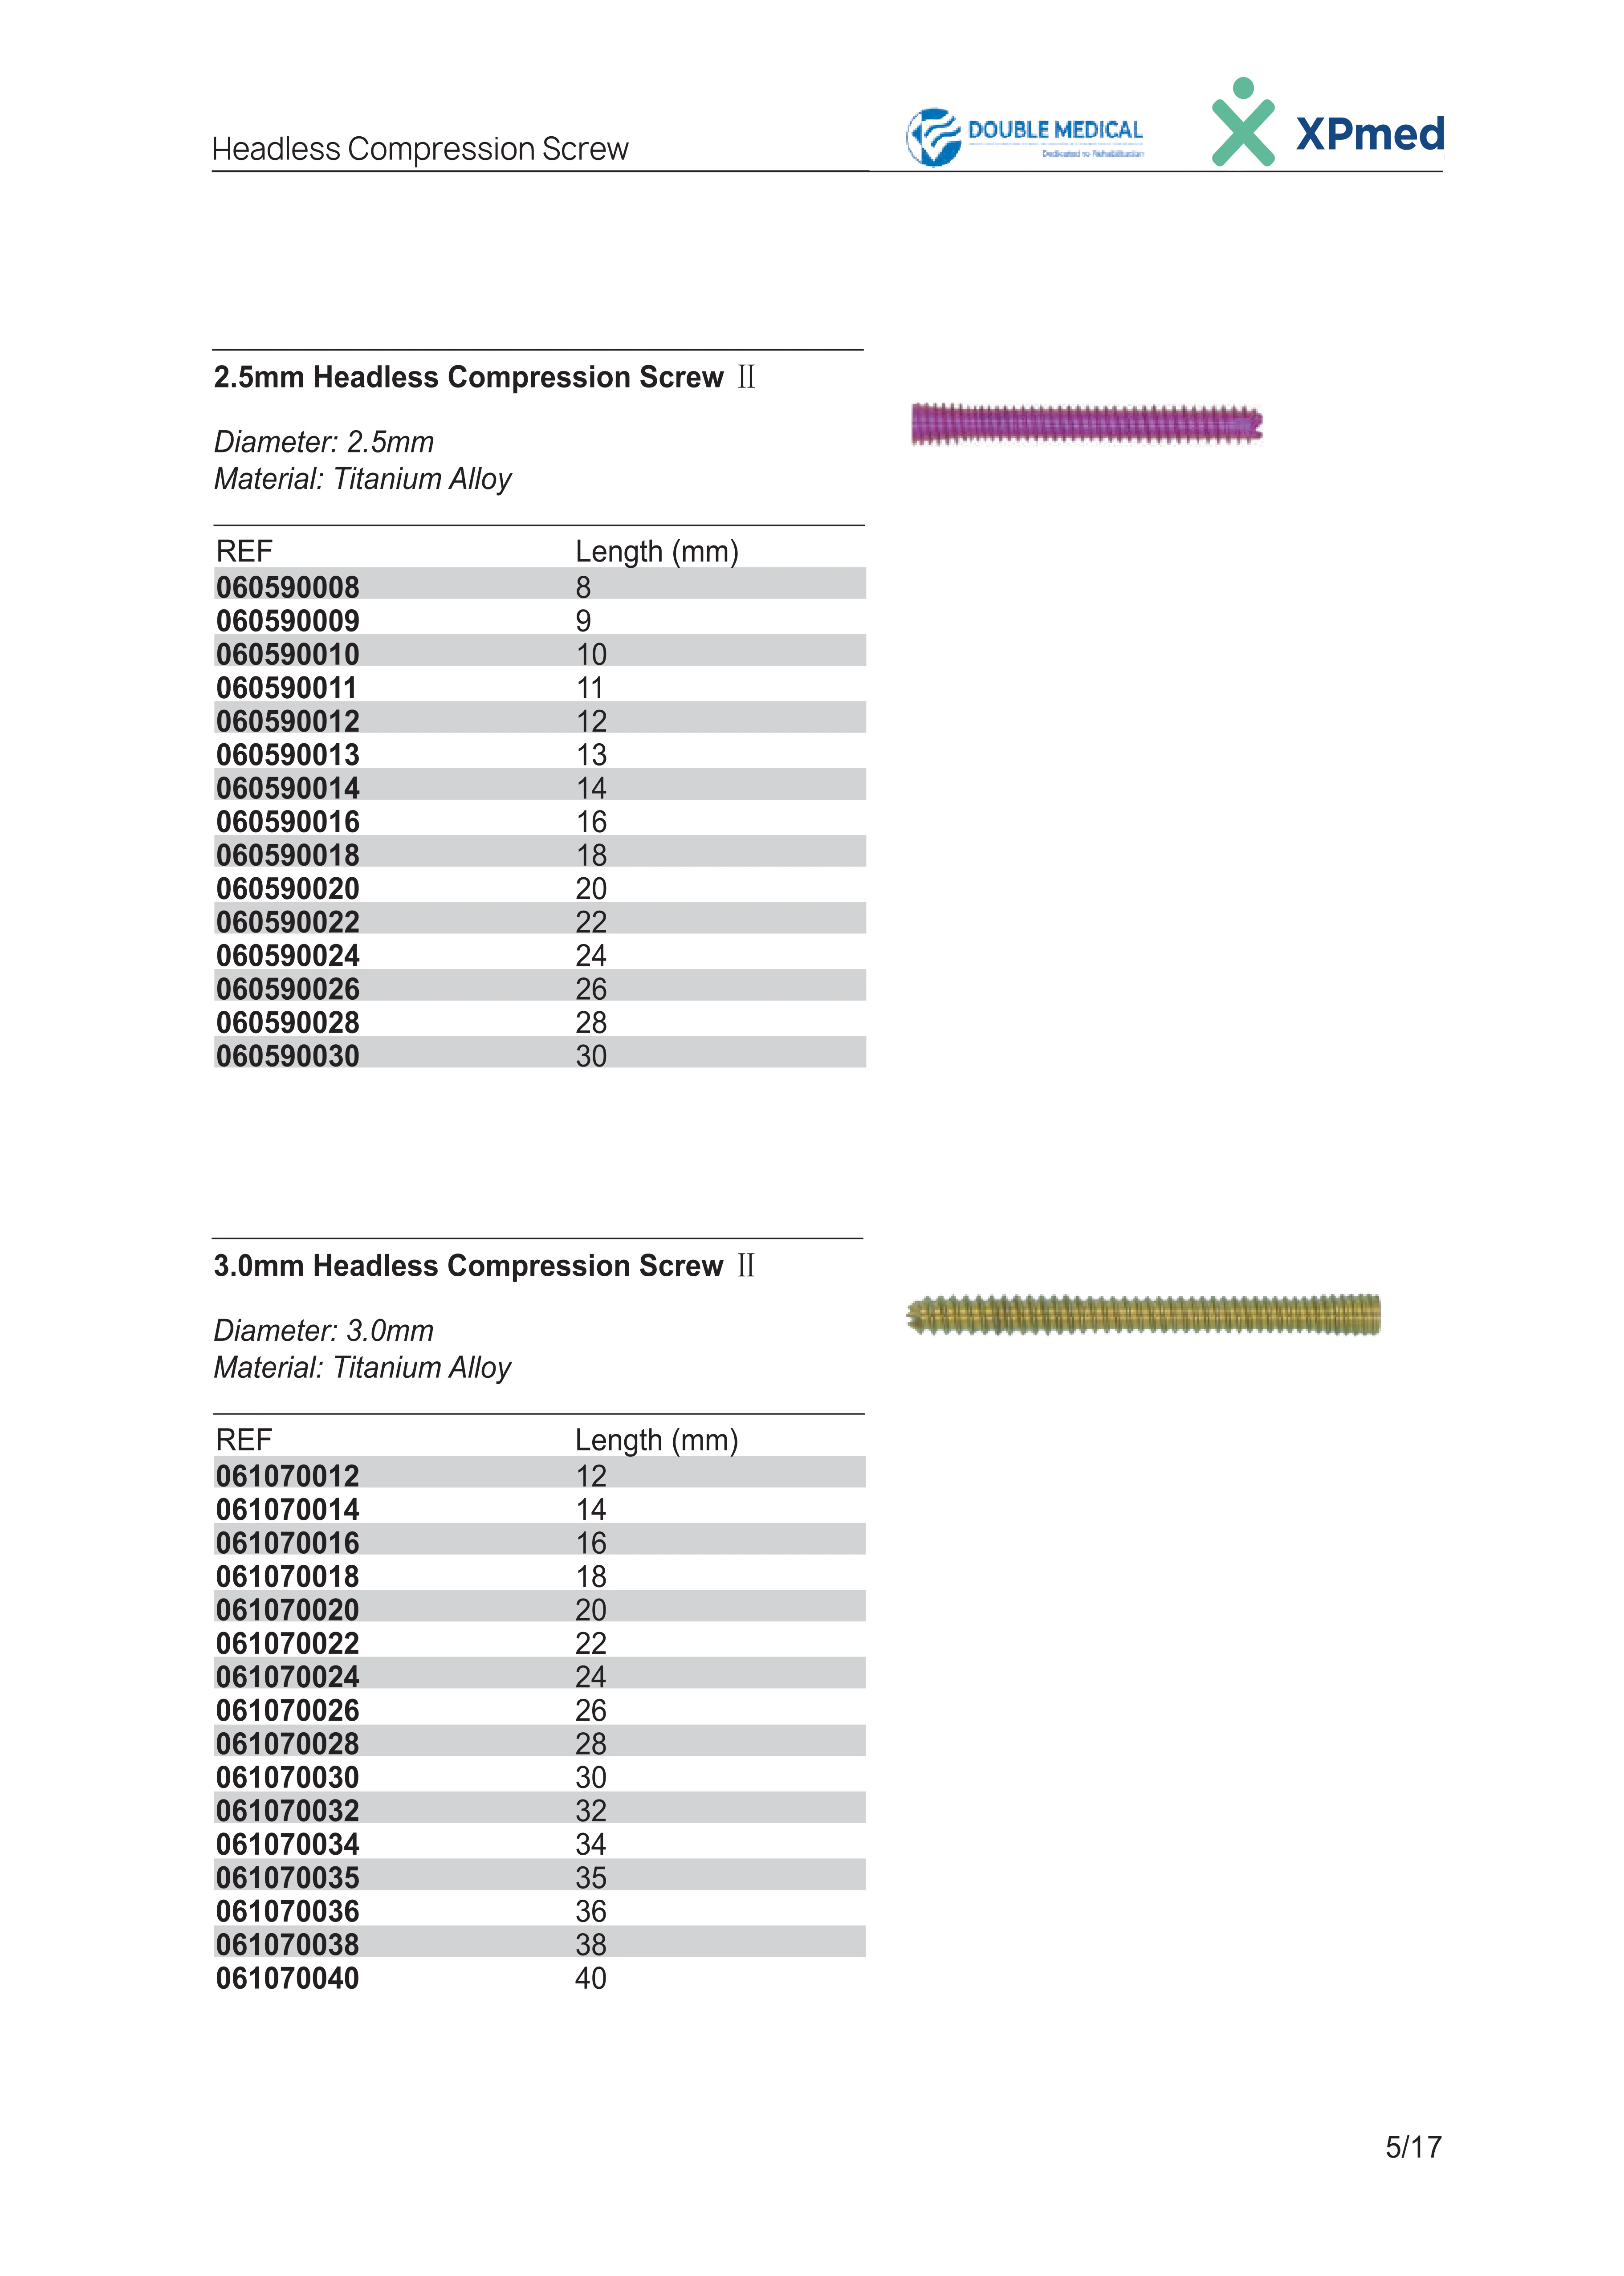 Headless Compression Screw
DOUBLE MEDICAL
Dedicated to Rehabilitation
XPmed
2.5mm Headless Compression Screw Ⅱ
Diameter: 2.5mm
Material: Titanium Alloy
REF Length (mm)
060590008 8
060590009 9
060590010 10
060590011 11
060590012 12
060590013 13
060590014 14
060590016 16
060590018 18
060590020 20
060590022 22
060590024 24
060590026 26
060590028 28
060590030 30
3.0mm Headless Compression Screw Ⅱ
Diameter: 3.0mm
Material: Titanium Alloy
REF Length (mm)
061070012 12
061070014 14
061070016 16
061070018 18
061070020 20
061070022 22
061070024 24
061070026 26
061070028 28
061070030 30
061070032 32
061070034 34
061070035 35
061070036 36
061070038 38
061070040 40
5/17